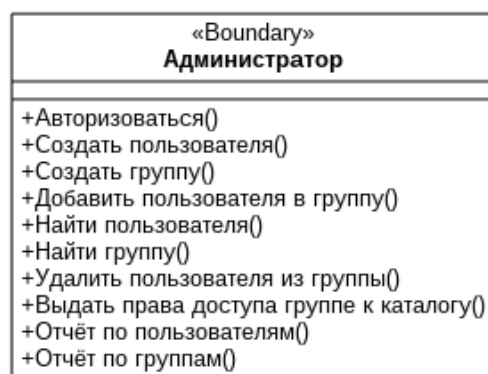 «Boundary»
Администратор
+Авторизоваться()
+Создать пользователя()
+Создать группу()
+Добавить пользователя в группу()
+Найти пользователя()
+Найти группу()
+Удалить пользователя из группы()
+Выдать права доступа группе к каталогу()
+Отчёт по пользователям()
+Отчёт по группам()